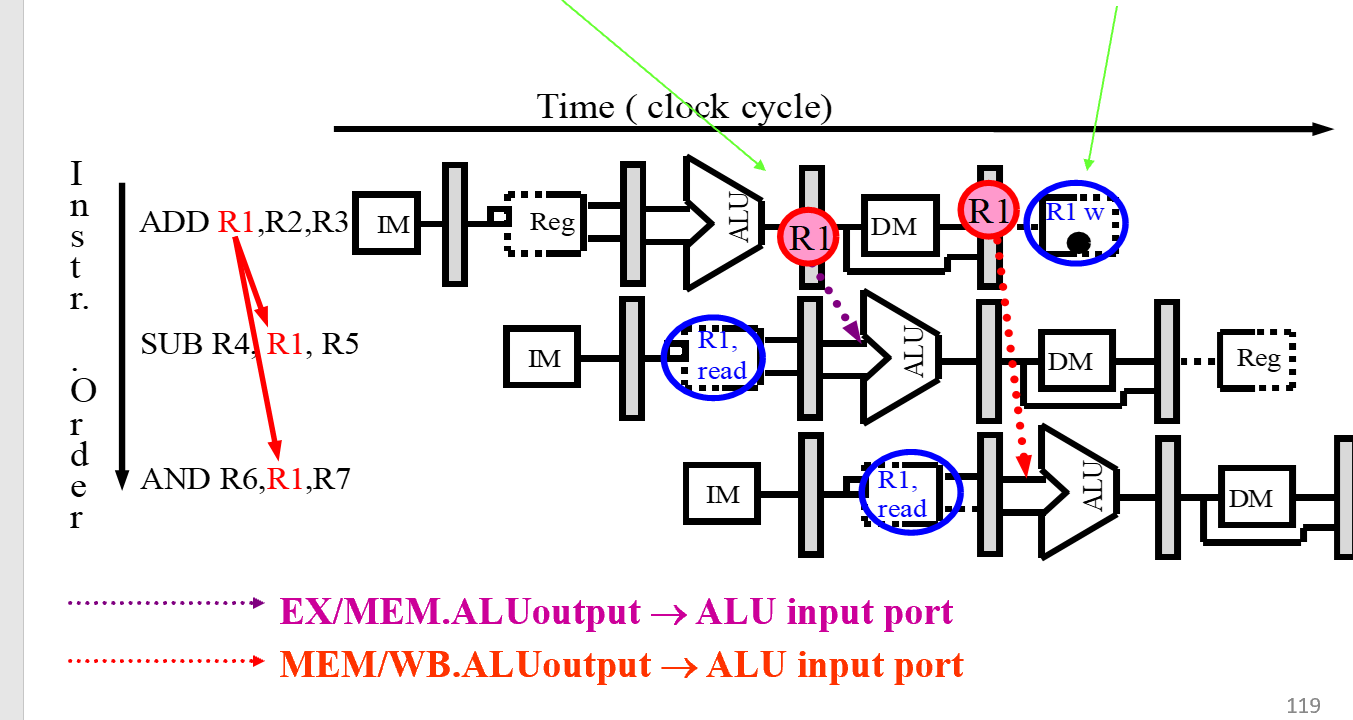 Time ( clock cycle)
Instr. . Order
ADD R1,R2,R3
IM
Reg
ALU
R1
DM
R1
R1 w
SUB R4, R1, R5
IM
R1,
read
ALU
DM
Reg
AND R6,R1,R7
IM
R1,
read
ALU
DM
EX/MEM.ALUoutput → ALU input port
MEM/WB.ALUoutput → ALU input port
119